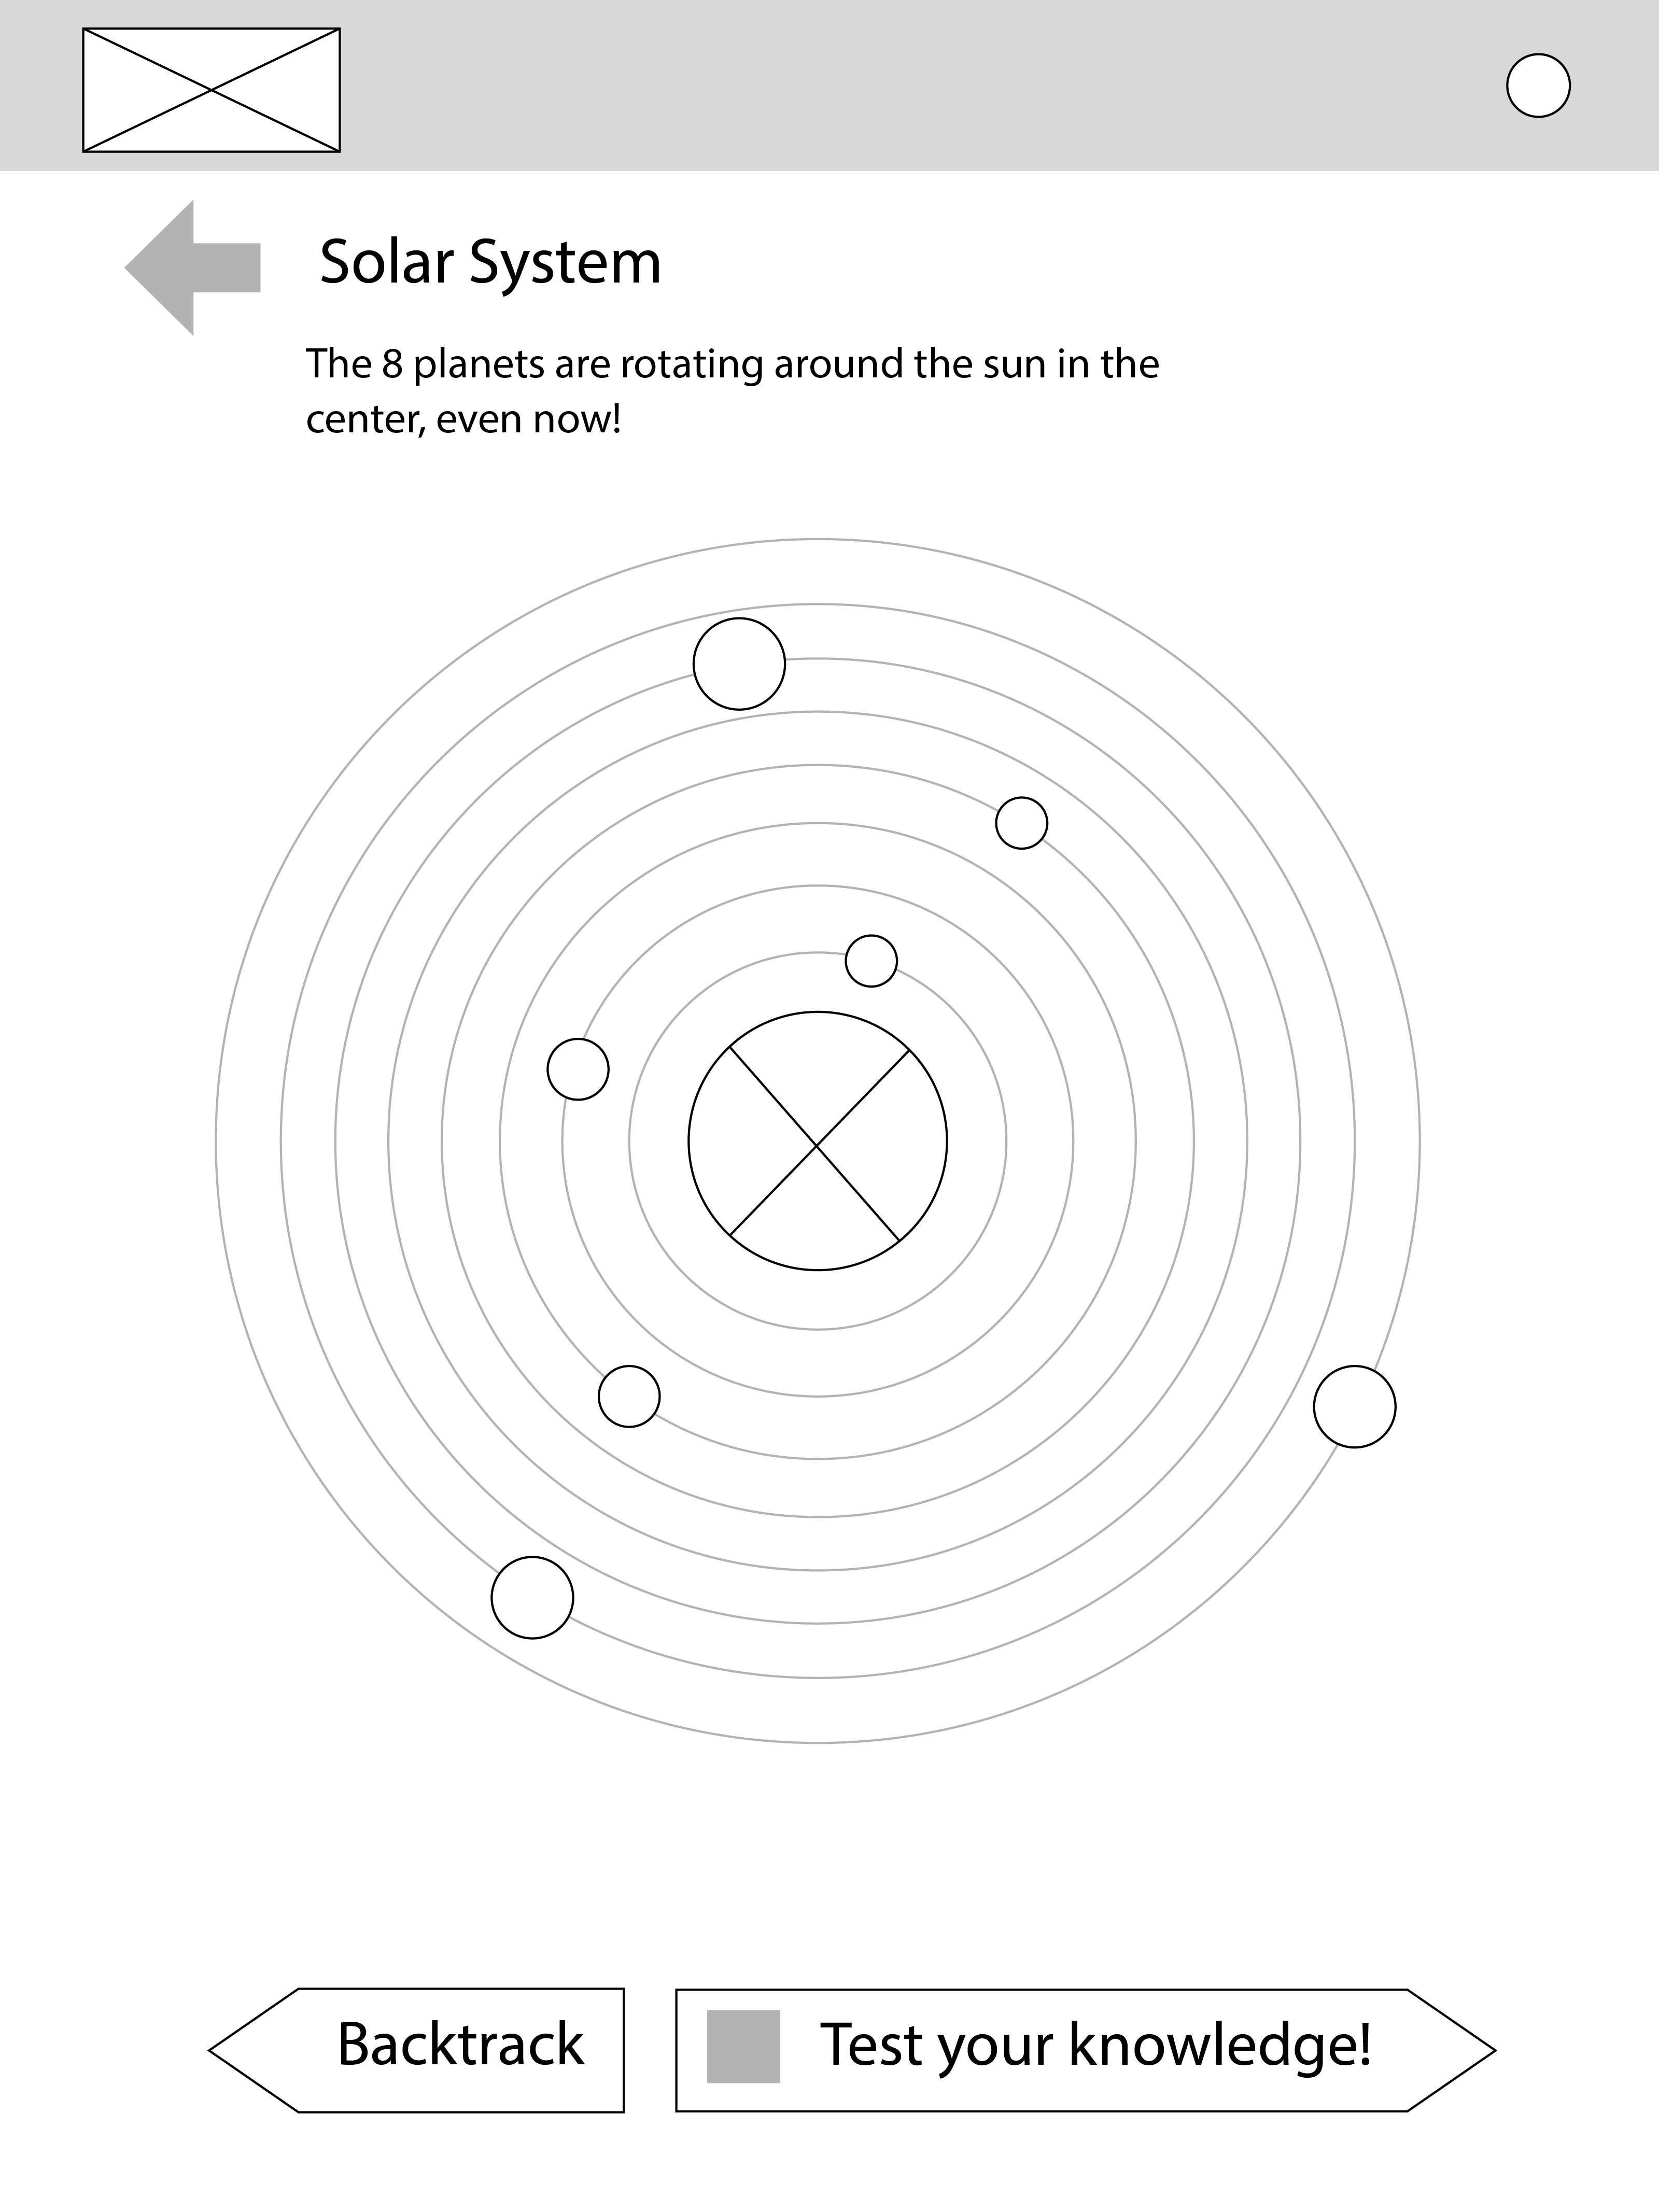 Solar System
The 8 planets are rotating around the sun in the
center, even now!
Backtrack
Test your knowledge!